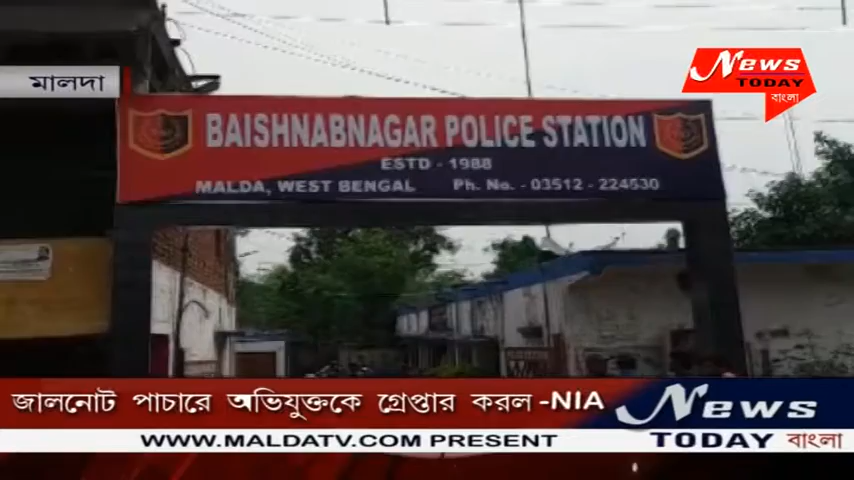 মালদা
News
TODAY
বাংলা
BAISHNABNAGAR POLICE STATION
ESTD - 1988
MALDA, WEST BENGAL Ph. No. - 03512 - 224530
জালনোট পাচারে অভিযুক্তকে গ্রেপ্তার করল -NIA
News
TODAY বাংলা
WWW.MALDATV.COM PRESENT